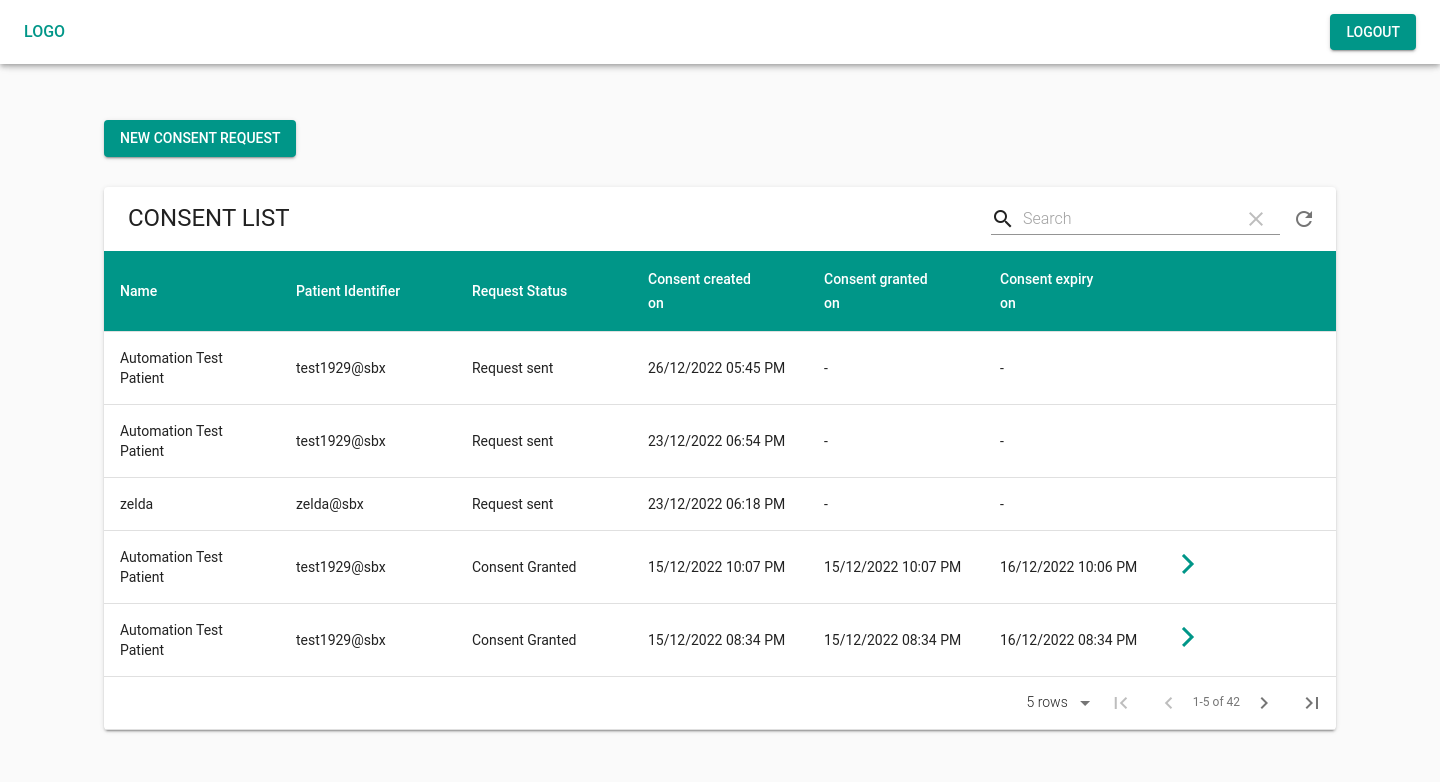 LOGO
LOGOUT
NEW CONSENT REQUEST
CONSENT LIST
Search
Name
Patient Identifier
Request Status
Consent created
on
Consent granted
on
Consent expiry
on
Automation Test
Patient
test1929@sbx
Request sent
26/12/2022 05:45 PM
-
-
Automation Test
Patient
test1929@sbx
Request sent
23/12/2022 06:54 PM
-
-
zelda
zelda@sbx
Request sent
23/12/2022 06:18 PM
-
-
Automation Test
Patient
test1929@sbx
Consent Granted
15/12/2022 10:07 PM
15/12/2022 10:07 PM
16/12/2022 10:06 PM
Automation Test
Patient
test1929@sbx
Consent Granted
15/12/2022 08:34 PM
15/12/2022 08:34 PM
16/12/2022 08:34 PM
5 rows
1-5 of 42